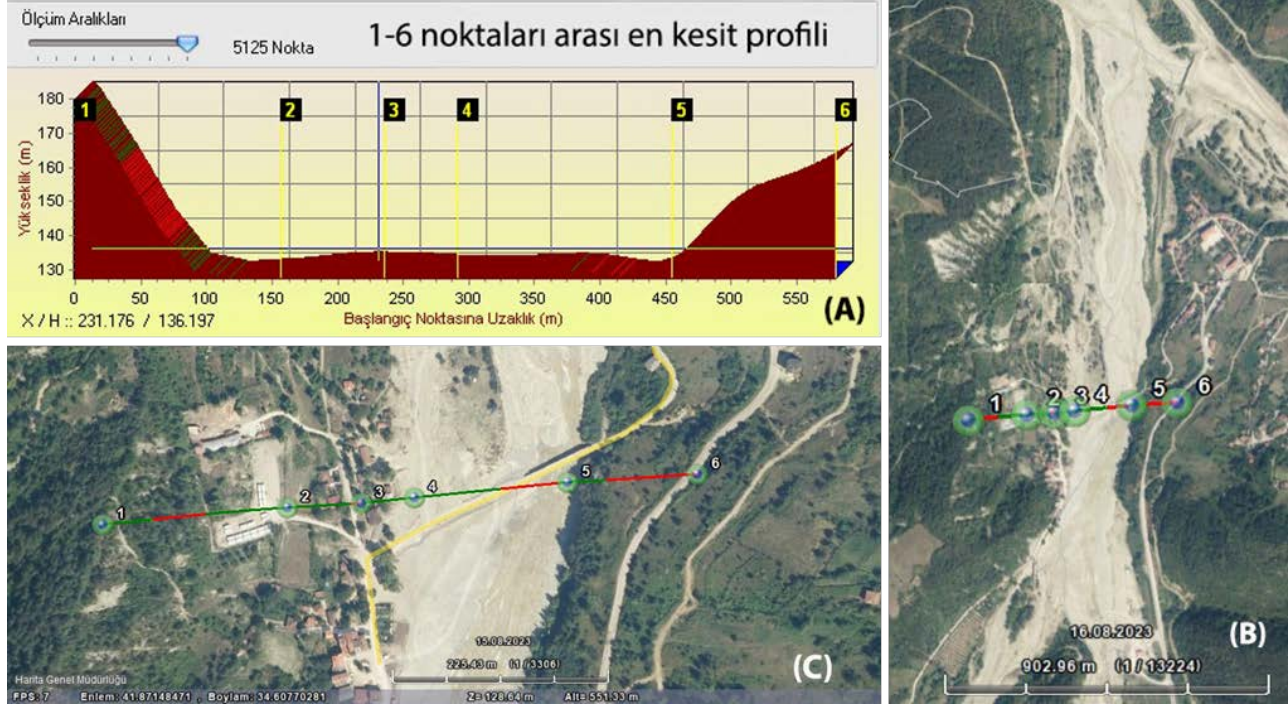 Ölçüm Aralıkları
5125 Nokta
1-6 noktaları arası en kesit profili
Yükseklik (m)
180
170
160
150
140
130
1
2
3
4
5
6
0
50
100
150
200
250
300
350
400
450
500
550
X / H :: 231.176 / 136.197
Başlangıç Noktasına Uzaklık (m)
(A)
1
2
3
4
5
6
16.08.2023
902.96 m (1 / 13224)
(B)
1
2
3
4
5
6
15.08.2023
225.43 m (1 / 3306)
(C)
Harita Genel Müdürlüğü
FPS: 7 Enlem: 41.87148471 , Boylam: 34.60770281 Z= 128.64 m Alt= 551.33 m